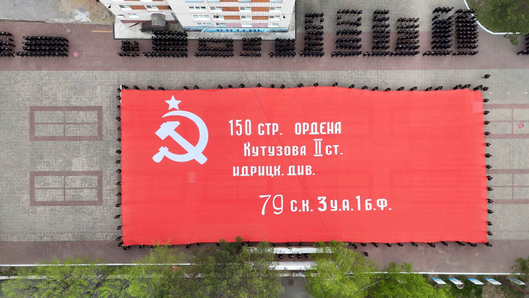 150 СТР. ОРДЕНА
КУТУЗОВА II СТ.
ИДРИЦК. ДИВ.
79 С.К. 3 У.А. 1 Б.Ф.